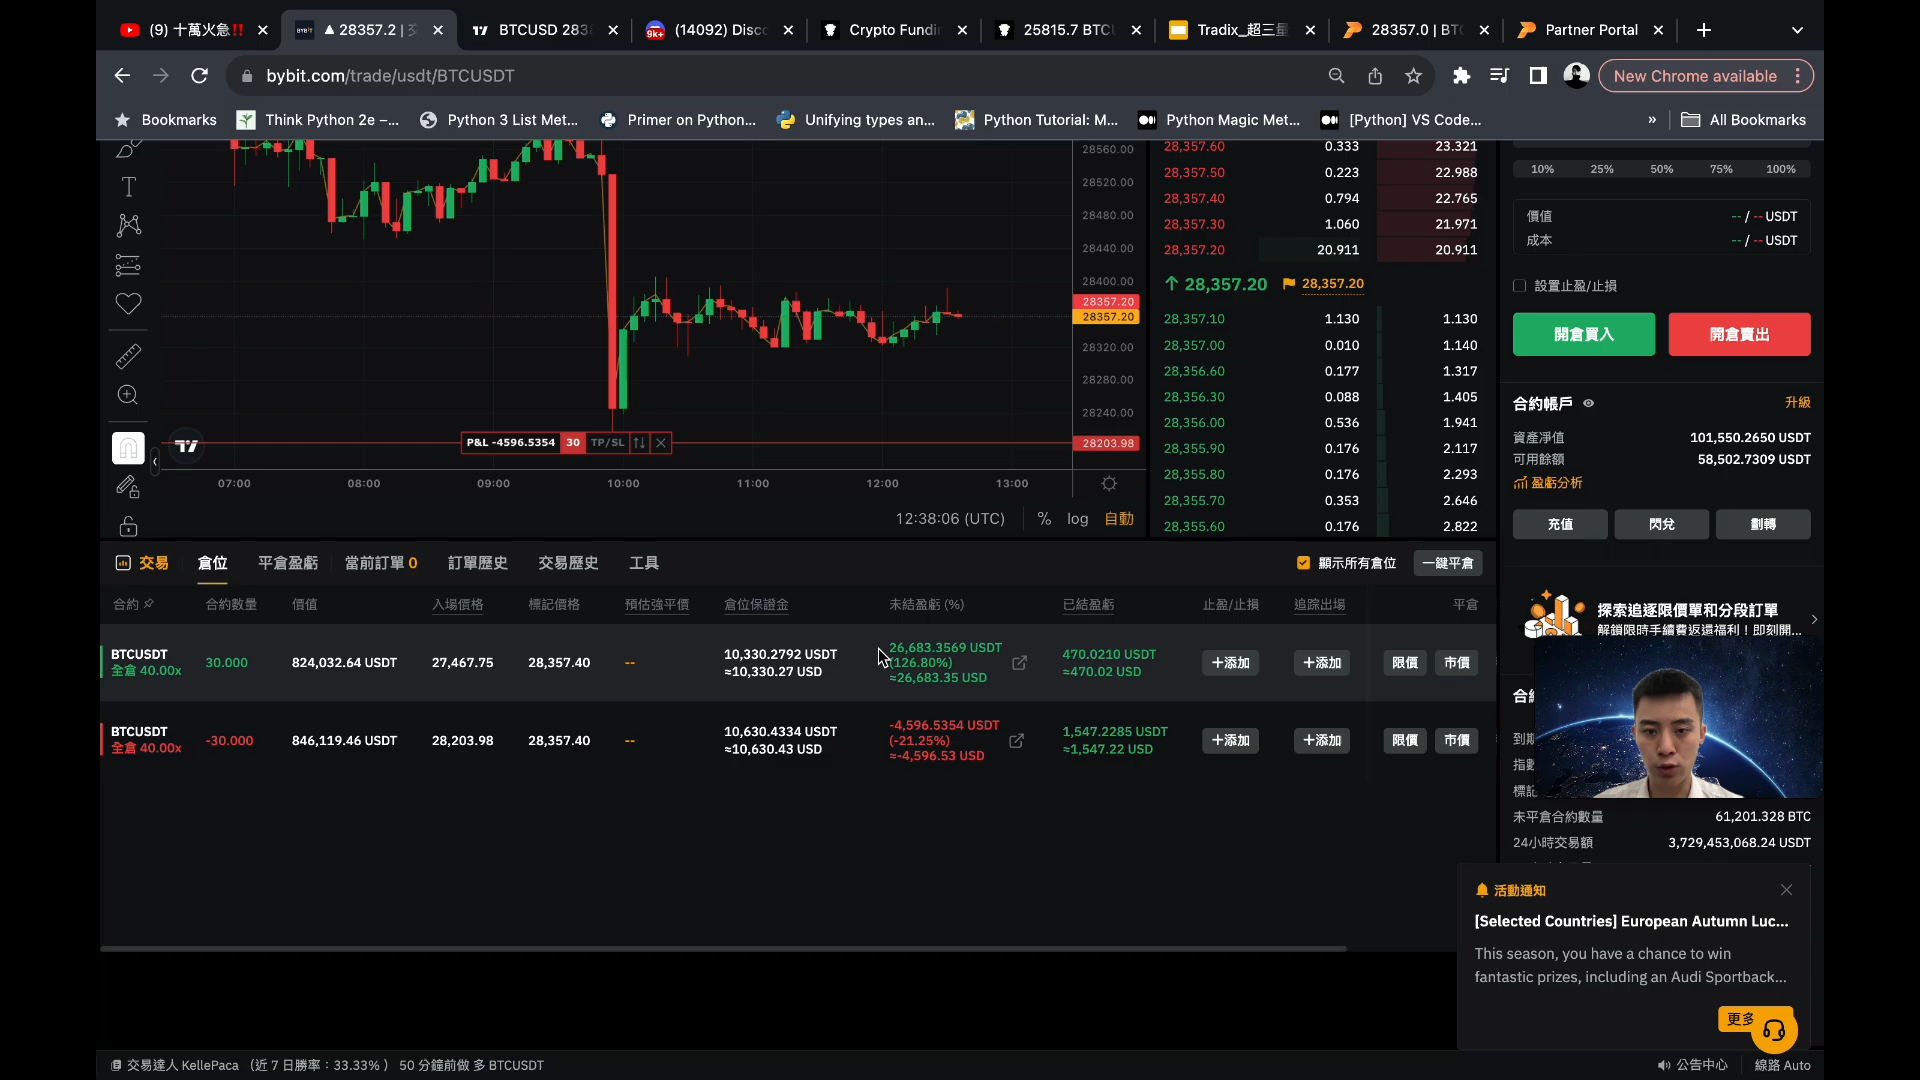 (9) 十萬火急‼️
▲ 28357.2 | 交
BTCUSD 283
(14092) Disc
Crypto Fundi
25815.7 BTC
Tradix_超三量
28357.0 | BT
Partner Portal
bybit.com/trade/usdt/BTCUSDT
New Chrome available
Bookmarks
Think Python 2e –...
Python 3 List Met...
Primer on Python...
Unifying types an...
Python Tutorial: M...
Python Magic Met...
[Python] VS Code...
»
All Bookmarks
28560.00
28520.00
28480.00
28440.00
28400.00
28357.20
28357.20
28320.00
28280.00
28240.00
28203.98
P&L -4596.5354 30 TP/SL
07:00 08:00 09:00 10:00 11:00 12:00 13:00
12:38:06 (UTC) % log 自動
28,357.60 0.333 23.321
28,357.50 0.223 22.988
28,357.40 0.794 22.765
28,357.30 1.060 21.971
28,357.20 20.911 20.911
↑ 28,357.20 28,357.20
28,357.10 1.130 1.130
28,357.00 0.010 1.140
28,356.60 0.177 1.317
28,356.30 0.088 1.405
28,356.00 0.536 1.941
28,355.90 0.176 2.117
28,355.80 0.176 2.293
28,355.70 0.353 2.646
28,355.60 0.176 2.822
10% 25% 50% 75% 100%
價值 -- / -- USDT
成本 -- / -- USDT
設置止盈/止損
開倉買入 開倉賣出
合約帳戶 升級
資產淨值 101,550.2650 USDT
可用餘額 58,502.7309 USDT
盈虧分析
充值 閃兌 劃轉
探索追逐限價單和分段訂單
解鎖限時手續費返還福利！即刻開...
交易 倉位 平倉盈虧 當前訂單 0 訂單歷史 交易歷史 工具 顯示所有倉位 一鍵平倉
合約 合約數量 價值 入場價格 標記價格 預估強平價 倉位保證金 未結盈虧 (%) 已結盈虧 止盈/止損 追踪出場 平倉
BTCUSDT
全倉 40.00x
30.000 824,032.64 USDT 27,467.75 28,357.40 --
10,330.2792 USDT
≈10,330.27 USD
26,683.3569 USDT
(126.80%)
≈26,683.35 USD
470.0210 USDT
≈470.02 USD
+添加 +添加 限價 市價
BTCUSDT
全倉 40.00x
-30.000 846,119.46 USDT 28,203.98 28,357.40 --
10,630.4334 USDT
≈10,630.43 USD
-4,596.5354 USDT
(-21.25%)
≈-4,596.53 USD
1,547.2285 USDT
≈1,547.22 USD
+添加 +添加 限價 市價
未平倉合約數量 61,201.328 BTC
24小時交易額 3,729,453,068.24 USDT
活動通知
[Selected Countries] European Autumn Luc...
This season, you have a chance to win
fantastic prizes, including an Audi Sportback...
更多
交易達人 KellePaca （近 7 日勝率：33.33% ） 50 分鐘前做 多 BTCUSDT
公告中心 線路 Auto